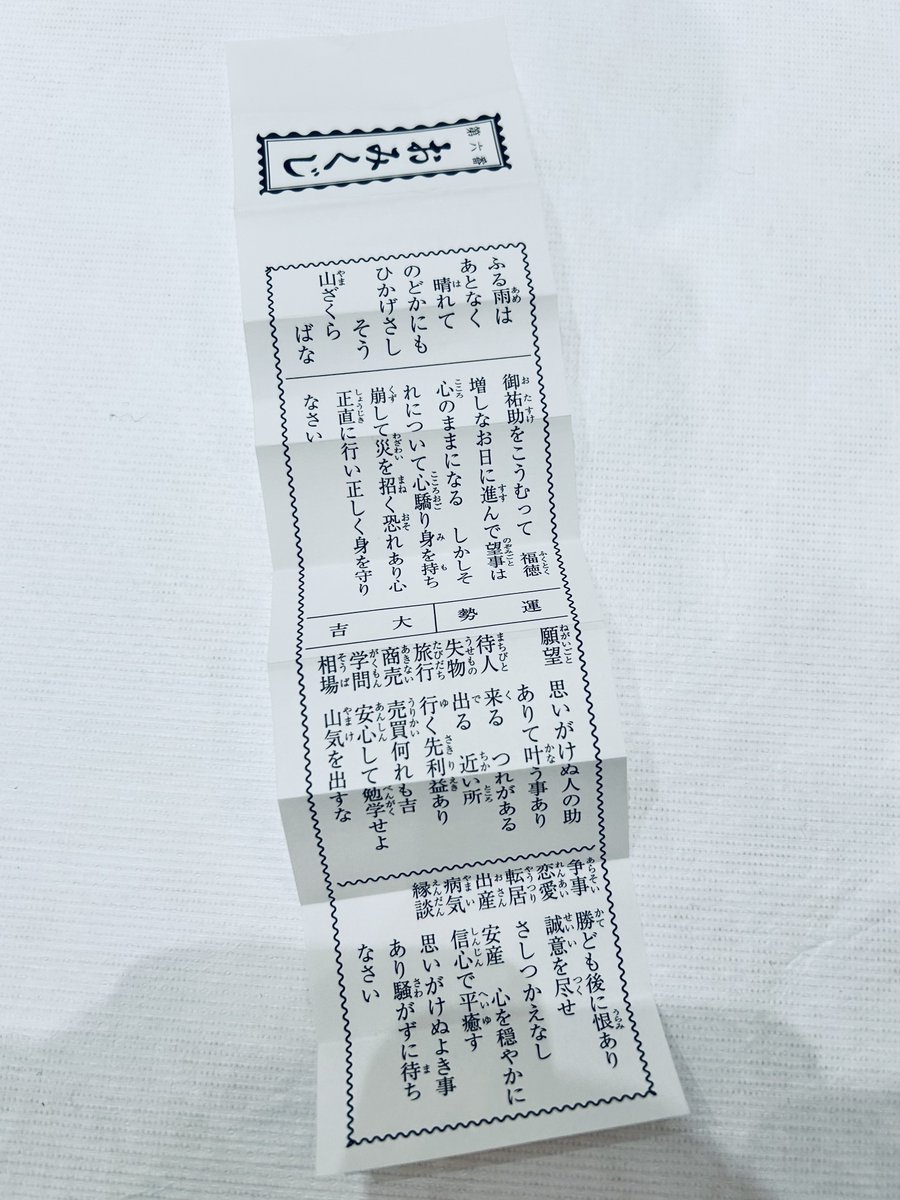 第六番
おみくじ
ふる雨は
あとなく
晴れて
のどかにも
ひかげさし
そう
山ざくら
ばな
御祐助をこうむって 福徳
増しなお日に進んで望事は
心のままになる しかしそ
れについて心驕り身を持ち
崩して災を招く恐れあり心
正直に行い正しく身を守り
なさい
運勢 大吉
願望 思いがけぬ人の助
ありて叶う事あり
待人 来る つれがある
失物 出る 近い所
旅行 行く先利益あり
商売 売買何れも吉
学問 安心して勉学せよ
相場 山気を出すな
争事 勝ども後に恨あり
恋愛 誠意を尽せ
転居 さしつかえなし
出産 安産 心を穏やかに
病気 信心で平癒す
縁談 思いがけぬよき事
あり騒がずに待ち
なさい